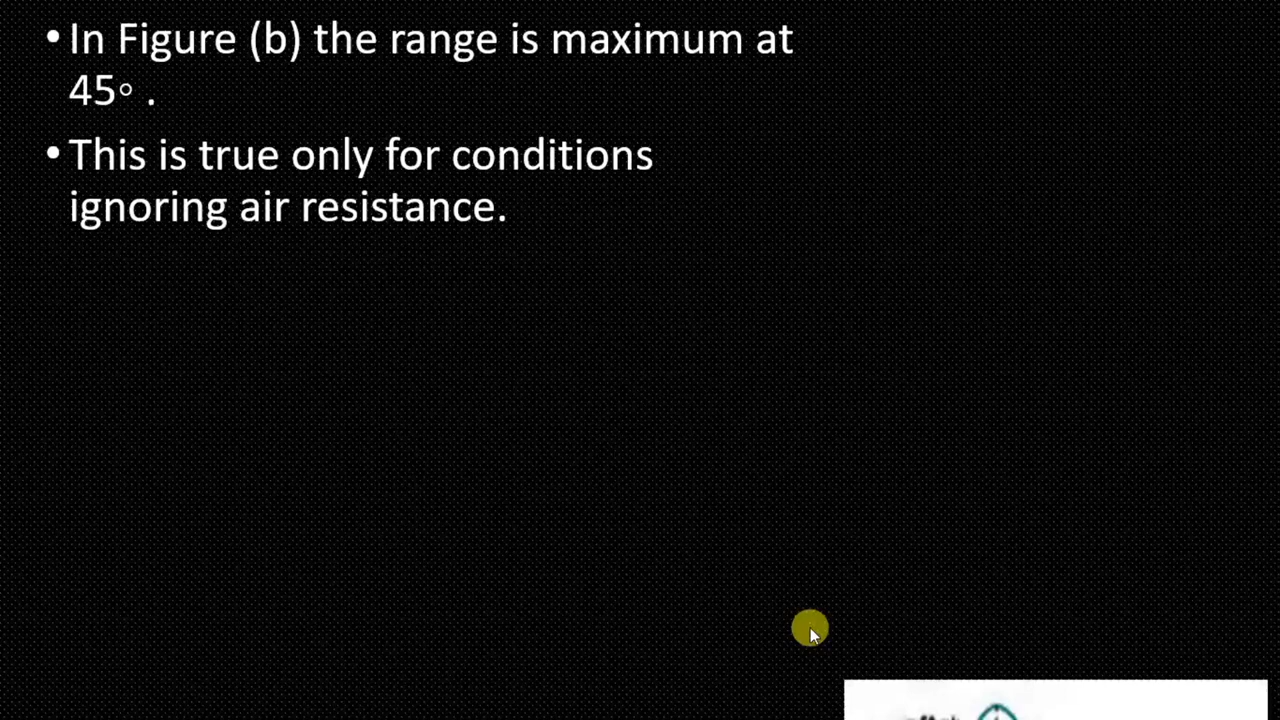 • In Figure (b) the range is maximum at
45◦ .
• This is true only for conditions
ignoring air resistance.